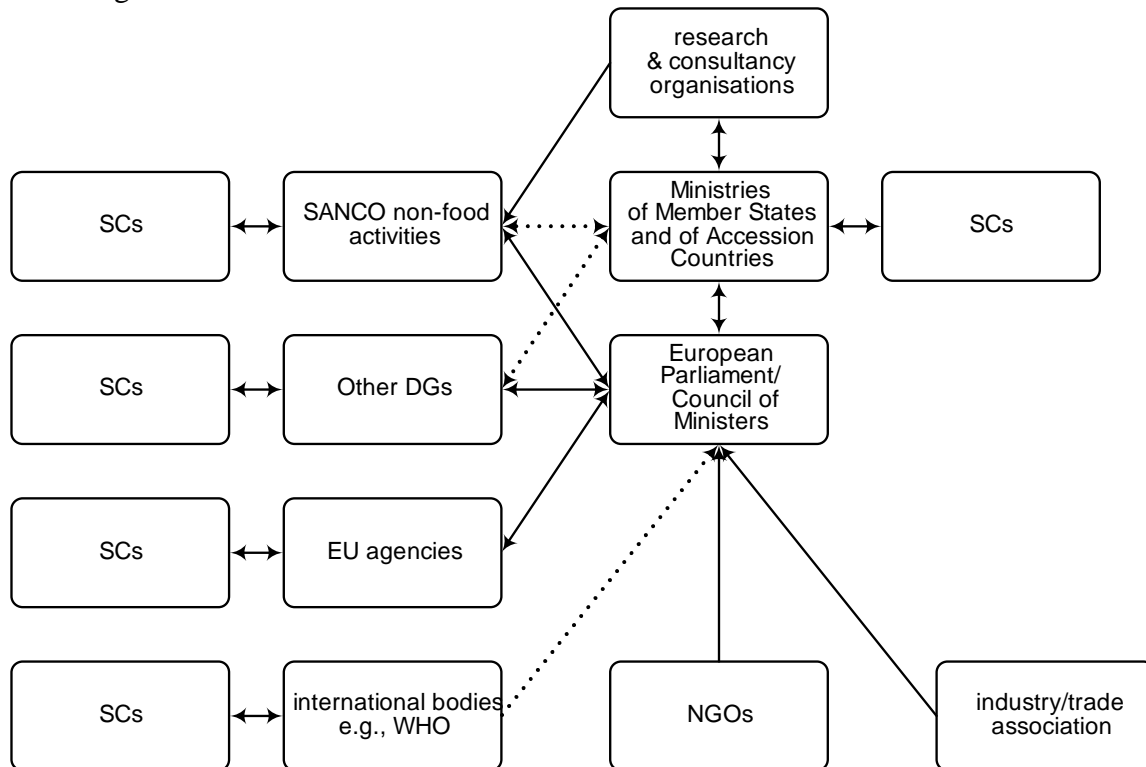 research
& consultancy
organisations
SCs
SANCO non-food
activities
Ministries
of Member States
and of Accession
Countries
SCs
SCs
Other DGs
European
Parliament/
Council of
Ministers
SCs
EU agencies
SCs
international bodies
e.g., WHO
NGOs
industry/trade
association